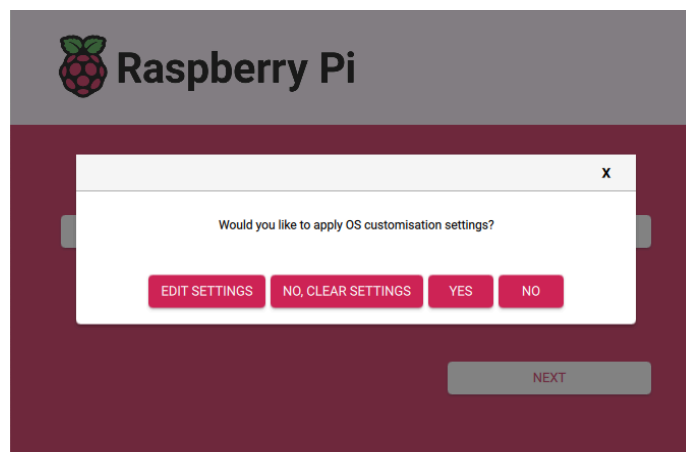 Raspberry Pi
X
Would you like to apply OS customisation settings?
EDIT SETTINGS NO, CLEAR SETTINGS YES NO
NEXT